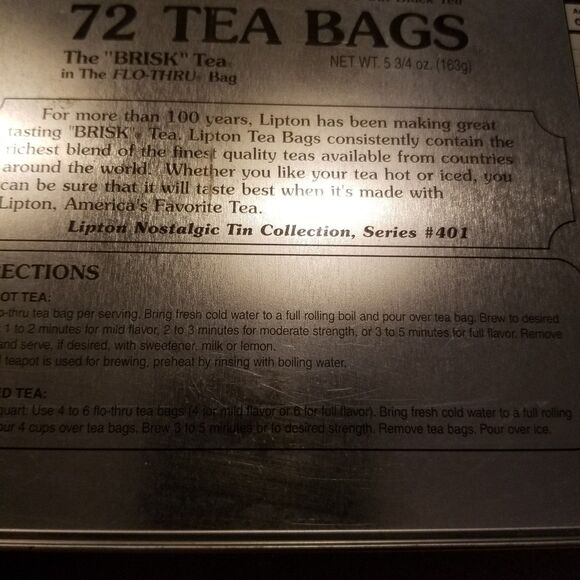 Black Tea
72 TEA BAGS
The "BRISK" Tea® NET WT. 5 3/4 oz. (163g)
in The FLO-THRU® Bag
For more than 100 years, Lipton has been making great
tasting "BRISK"® Tea. Lipton Tea Bags consistently contain the
richest blend of the finest quality teas available from countries
around the world. Whether you like your tea hot or iced, you
can be sure that it will taste best when it's made with
Lipton, America's Favorite Tea.
Lipton Nostalgic Tin Collection, Series #401
ECTIONS
OT TEA:
o-thru tea bag per serving. Bring fresh cold water to a full rolling boil and pour over tea bag. Brew to desired
1 to 2 minutes for mild flavor, 2 to 3 minutes for moderate strength, or 3 to 5 minutes for full flavor. Remove
and serve, if desired, with sweetener, milk or lemon.
teapot is used for brewing, preheat by rinsing with boiling water.
ED TEA:
quart: Use 4 to 6 flo-thru tea bags (4 for mild flavor or 6 for full flavor). Bring fresh cold water to a full rolling
our 4 cups over tea bags. Brew 3 to 5 minutes or to desired strength. Remove tea bags. Pour over ice.